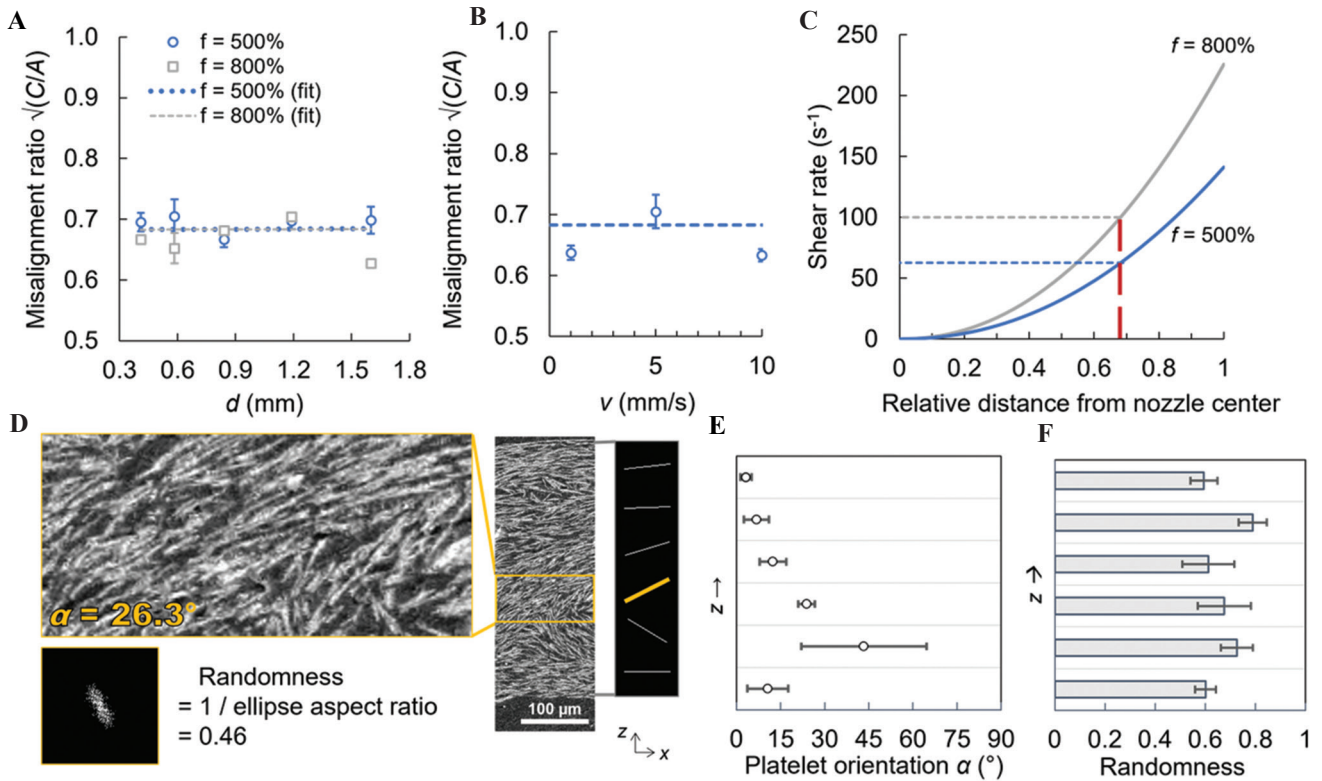 A
Misalignment ratio √(C/A)
1.0
0.9
0.8
0.7
0.6
0.5
f = 500%
f = 800%
f = 500% (fit)
f = 800% (fit)
0.3 0.6 0.9 1.2 1.5 1.8
d (mm)
B
Misalignment ratio √(C/A)
1.0
0.9
0.8
0.7
0.6
0.5
0 5 10
v (mm/s)
C
Shear rate (s⁻¹)
250
200
150
100
50
0
f = 800%
f = 500%
0 0.2 0.4 0.6 0.8 1
Relative distance from nozzle center
D
α = 26.3°
Randomness
= 1 / ellipse aspect ratio
= 0.46
100 µm
z
x
E
z →
0 15 30 45 60 75 90
Platelet orientation α (°)
F
z →
0 0.2 0.4 0.6 0.8 1
Randomness